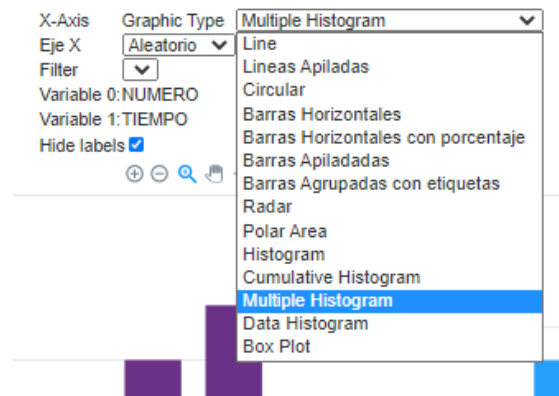 X-Axis Graphic Type Multiple Histogram
Eje X Aleatorio
Filter
Variable 0:NUMERO
Variable 1:TIEMPO
Hide labels
Line
Lineas Apiladas
Circular
Barras Horizontales
Barras Horizontales con porcentaje
Barras Apiladadas
Barras Agrupadas con etiquetas
Radar
Polar Area
Histogram
Cumulative Histogram
Multiple Histogram
Data Histogram
Box Plot